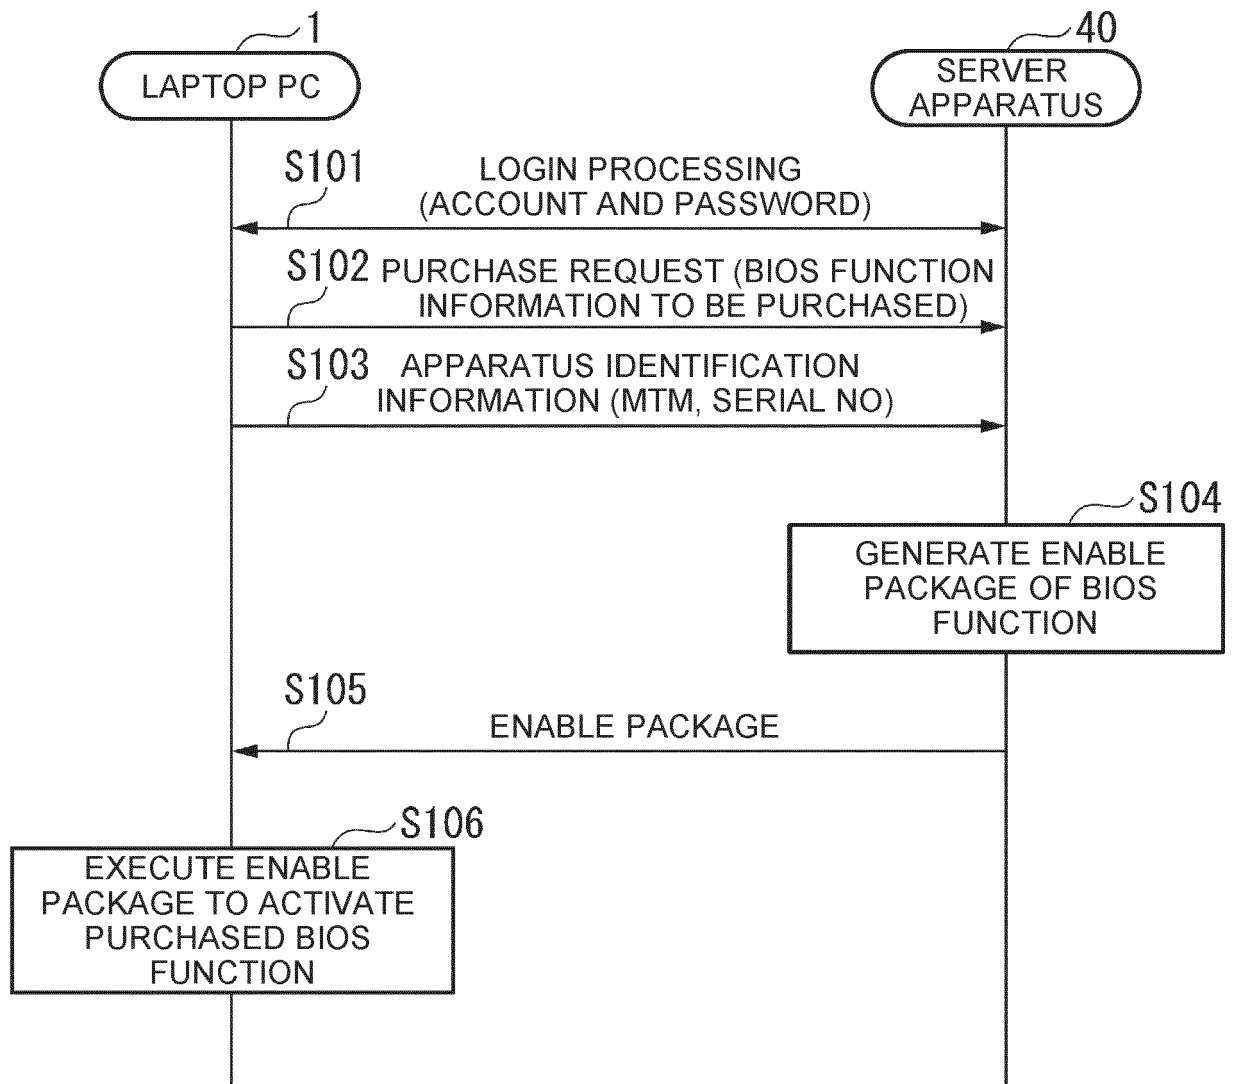 1
LAPTOP PC
40
SERVER
APPARATUS
S101
LOGIN PROCESSING
(ACCOUNT AND PASSWORD)
S102
PURCHASE REQUEST (BIOS FUNCTION
INFORMATION TO BE PURCHASED)
S103
APPARATUS IDENTIFICATION
INFORMATION (MTM, SERIAL NO)
S104
GENERATE ENABLE
PACKAGE OF BIOS
FUNCTION
S105
ENABLE PACKAGE
S106
EXECUTE ENABLE
PACKAGE TO ACTIVATE
PURCHASED BIOS
FUNCTION